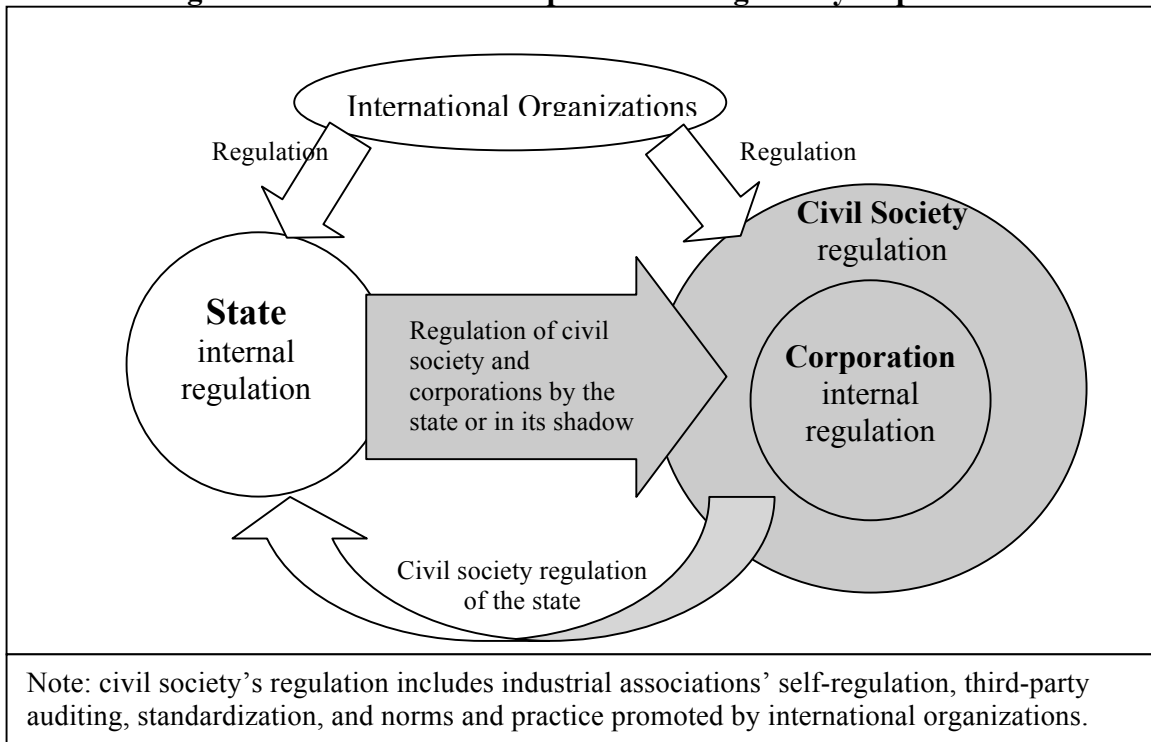 International Organizations
Regulation
Regulation
Civil Society
regulation
State
internal
regulation
Regulation of civil
society and
corporations by the
state or in its shadow
Corporation
internal
regulation
Civil society regulation
of the state
Note: civil society’s regulation includes industrial associations’ self-regulation, third-party
auditing, standardization, and norms and practice promoted by international organizations.